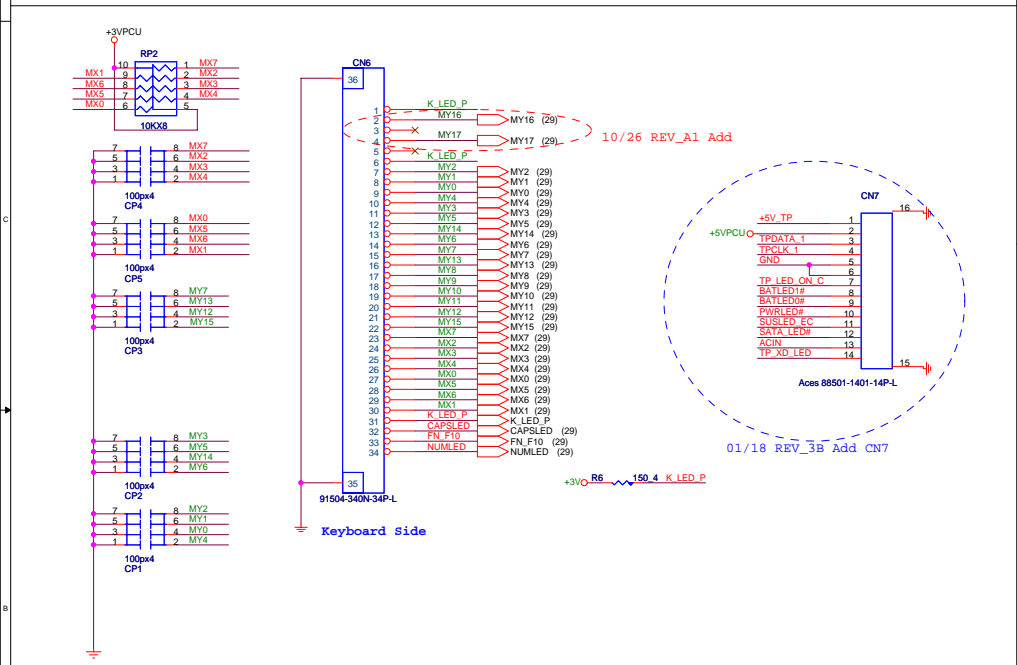 +3VPCU
RP2
10 1 MX7
MX1 9 2 MX2
MX6 8 3 MX3
MX5 7 4 MX4
MX0 6 5
10KX8
7 8 MX7
5 6 MX2
3 4 MX3
1 2 MX4
100px4
CP4
7 8 MX0
5 6 MX5
3 4 MX6
1 2 MX1
100px4
CP5
7 8 MY7
5 6 MY13
3 4 MY12
1 2 MY15
100px4
CP3
7 8 MY3
5 6 MY5
3 4 MY14
1 2 MY6
100px4
CP2
7 8 MY2
5 6 MY1
3 4 MY0
1 2 MY4
100px4
CP1
C
B
CN6
36
1 K_LED_P
2 MY16 MY16 (29)
3
4 MY17 MY17 (29)
5
6 K_LED_P
7 MY2 MY2 (29)
8 MY1 MY1 (29)
9 MY0 MY0 (29)
10 MY4 MY4 (29)
11 MY3 MY3 (29)
12 MY5 MY5 (29)
13 MY14 MY14 (29)
14 MY6 MY6 (29)
15 MY7 MY7 (29)
16 MY13 MY13 (29)
17 MY8 MY8 (29)
18 MY9 MY9 (29)
19 MY10 MY10 (29)
20 MY11 MY11 (29)
21 MY12 MY12 (29)
22 MY15 MY15 (29)
23 MX7 MX7 (29)
24 MX2 MX2 (29)
25 MX3 MX3 (29)
26 MX4 MX4 (29)
27 MX0 MX0 (29)
28 MX5 MX5 (29)
29 MX6 MX6 (29)
30 MX1 MX1 (29)
31 K_LED_P K_LED_P
32 CAPSLED CAPSLED (29)
33 FN_F10 FN_F10 (29)
34 NUMLED NUMLED (29)
35
91504-340N-34P-L
Keyboard Side
10/26 REV_A1 Add
+3V R6 150_4 K_LED_P
CN7
16
+5V_TP 1
+5VPCU 2
TPDATA_1 3
TPCLK_1 4
GND 5
6
TP_LED_ON_C 7
BATLED1# 8
BATLED0# 9
PWRLED# 10
SUSLED_EC 11
SATA_LED# 12
ACIN 13
TP_XD_LED 14
15
Aces 88501-1401-14P-L
01/18 REV_3B Add CN7